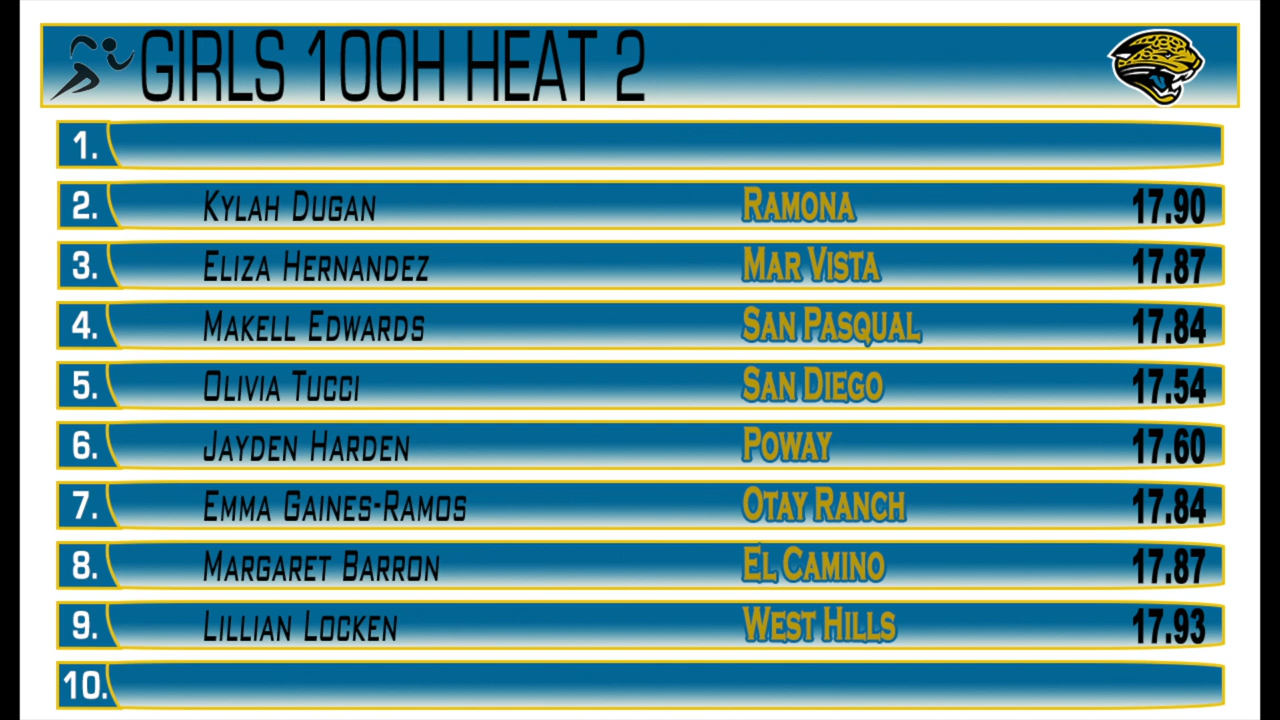 GIRLS 100H HEAT 2
1.
2. KYLAH DUGAN RAMONA 17.90
3. ELIZA HERNANDEZ MAR VISTA 17.87
4. MAKELL EDWARDS SAN PASQUAL 17.84
5. OLIVIA TUCCI SAN DIEGO 17.54
6. JAYDEN HARDEN POWAY 17.60
7. EMMA GAINES-RAMOS OTAY RANCH 17.84
8. MARGARET BARRON EL CAMINO 17.87
9. LILLIAN LOCKEN WEST HILLS 17.93
10.